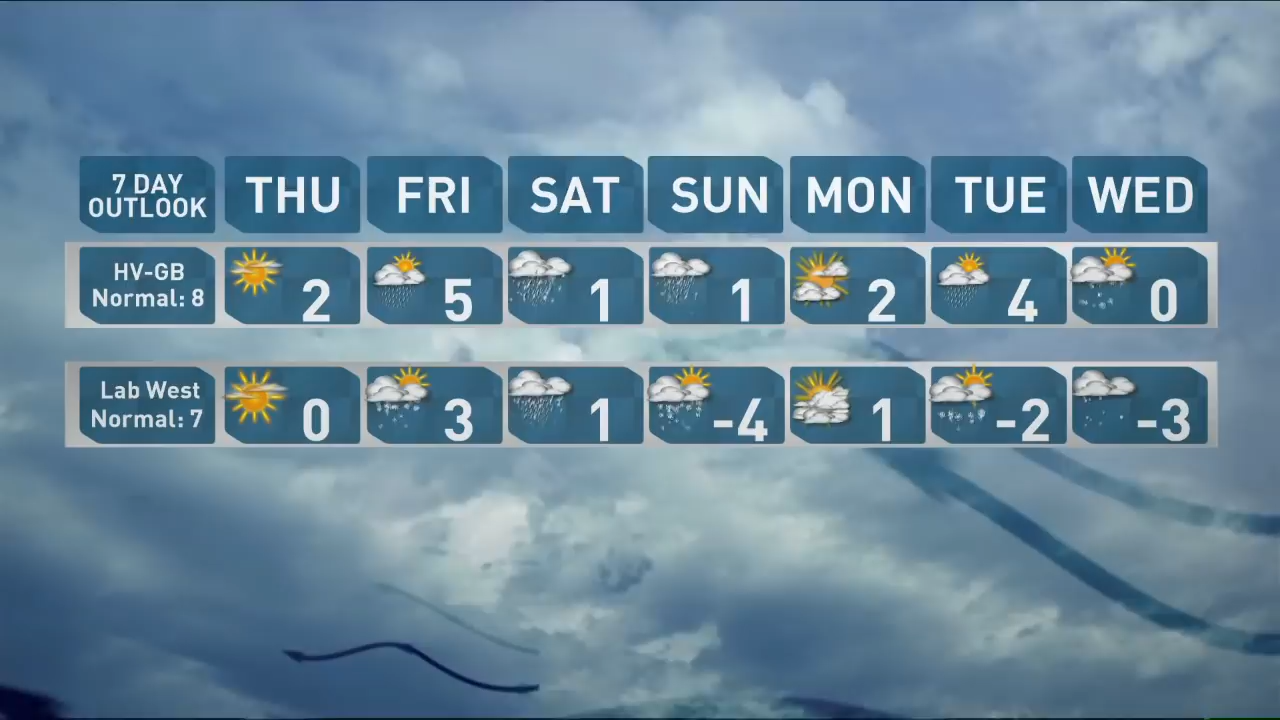 7 DAY
OUTLOOK
THU FRI SAT SUN MON TUE WED
HV-GB
Normal: 8
2 5 1 1 2 4 0
Lab West
Normal: 7
0 3 1 -4 1 -2 -3